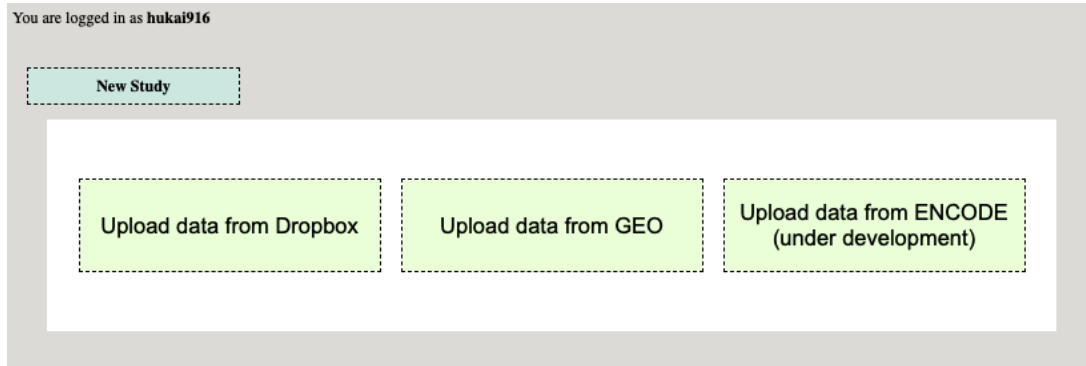 You are logged in as hukai916
New Study
Upload data from Dropbox
Upload data from GEO
Upload data from ENCODE
(under development)